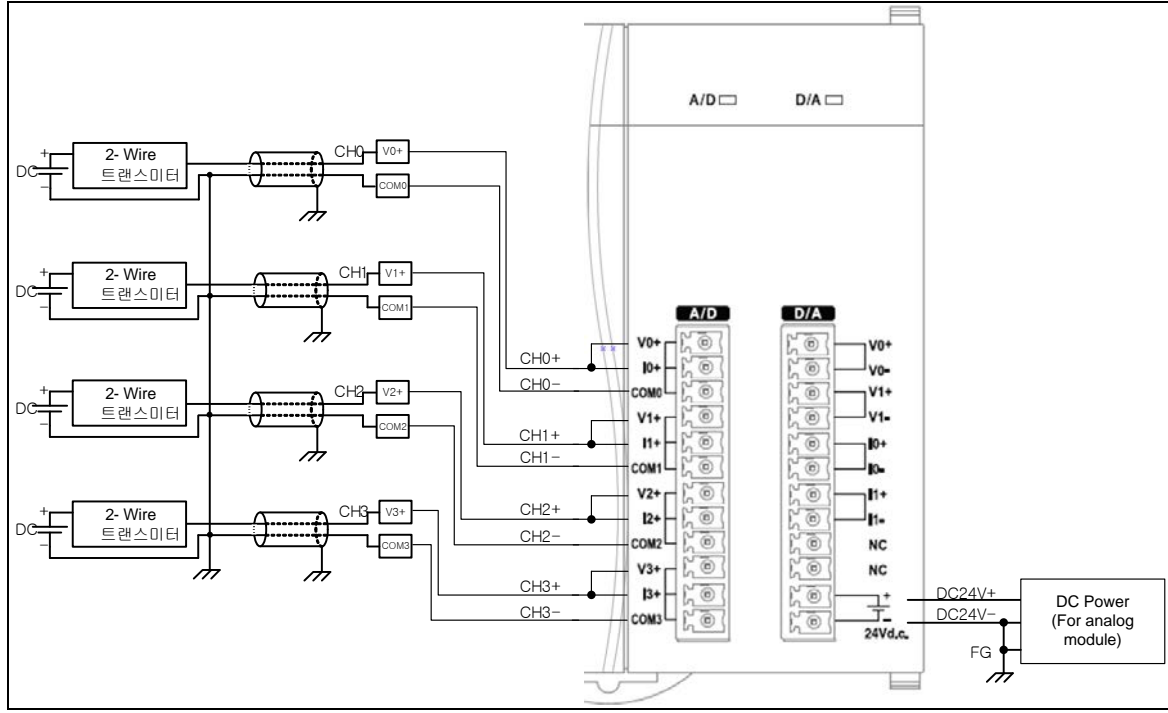 A/D
D/A
+
DC
−
2- Wire
트랜스미터
CH0
V0+
COM0
+
DC
−
2- Wire
트랜스미터
CH1
V1+
COM1
+
DC
−
2- Wire
트랜스미터
CH2
V2+
COM2
+
DC
−
2- Wire
트랜스미터
CH3
V3+
COM3
CH0+
CH0-
CH1+
CH1-
CH2+
CH2-
CH3+
CH3-
A/D
V0+
I0+
COM0
V1+
I1+
COM1
V2+
I2+
COM2
V3+
I3+
COM3
D/A
V0+
V0-
V1+
V1-
I0+
I0-
I1+
I1-
NC
NC
+
-
24Vd.c.
DC24V+
DC24V-
FG
DC Power
(For analog
module)